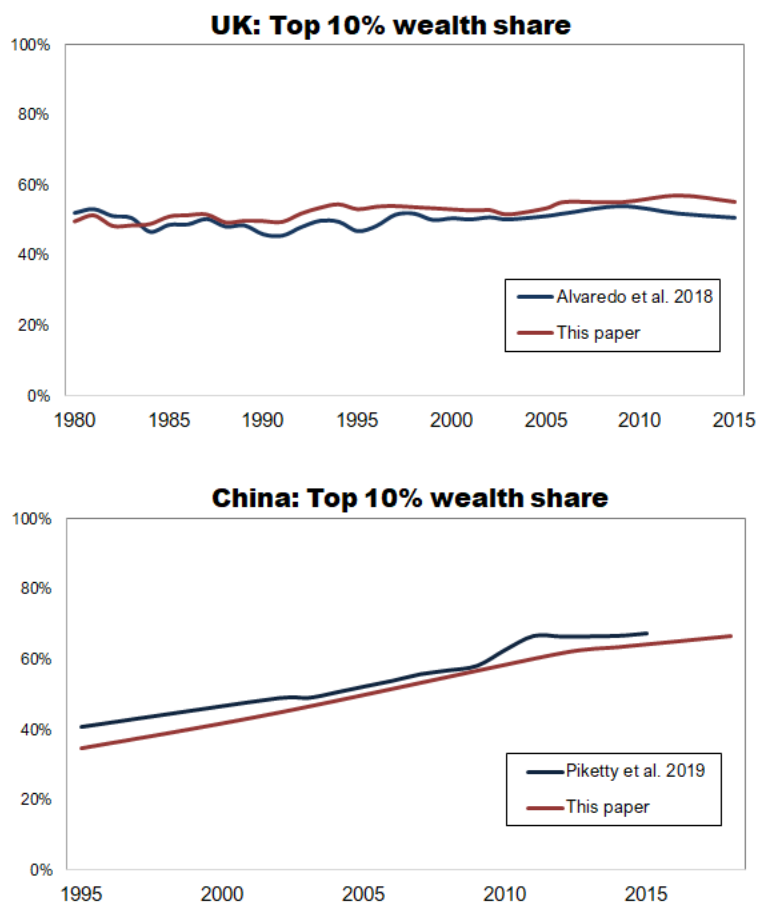 UK: Top 10% wealth share
100%
80%
60%
40%
20%
0%
Alvaredo et al. 2018
This paper
1980 1985 1990 1995 2000 2005 2010 2015
China: Top 10% wealth share
100%
80%
60%
40%
20%
0%
Piketty et al. 2019
This paper
1995 2000 2005 2010 2015